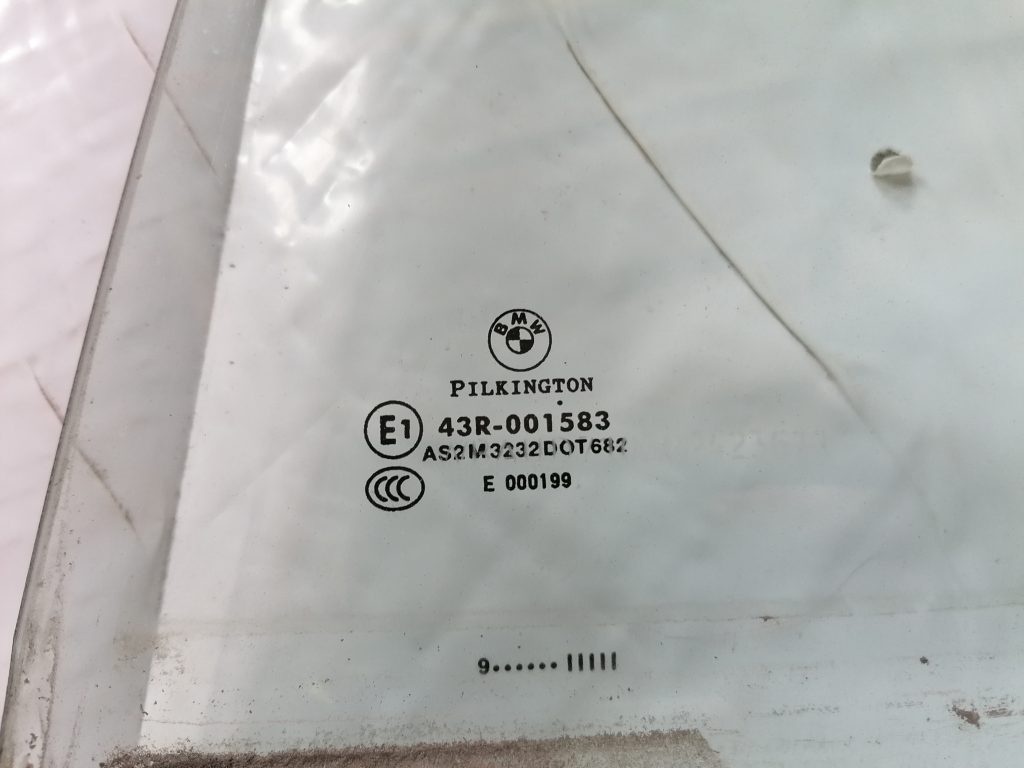 BMW
PILKINGTON
E1 43R-001583
AS2M3232DOT682
CCC E 000199
9...... IIIII